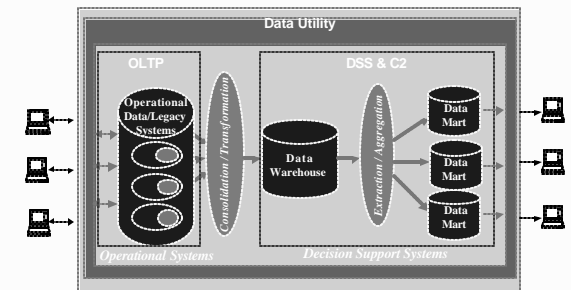 Data Utility
OLTP
DSS & C2
Operational
Data/Legacy
Systems
Consolidation / Transformation
Data
Warehouse
Extraction / Aggregation
Data
Mart
Data
Mart
Data
Mart
Operational Systems
Decision Support Systems